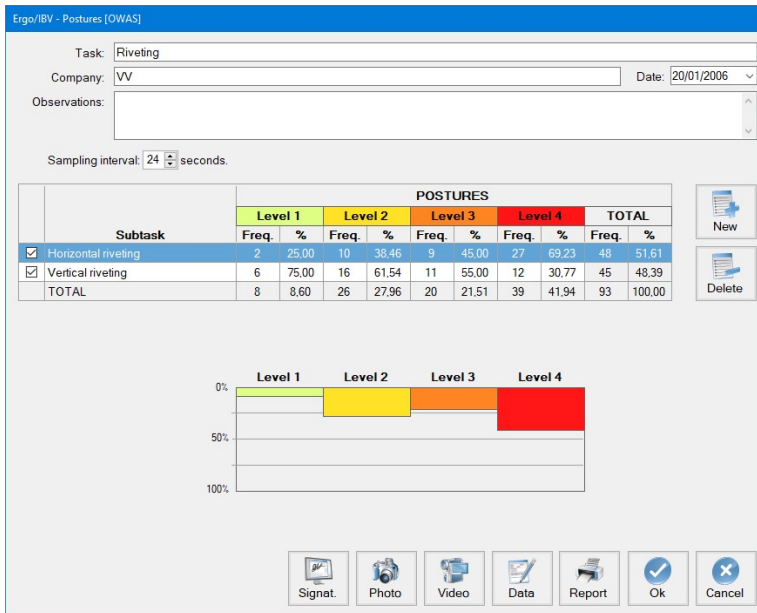 Ergo/IBV - Postures [OWAS]
Task: Riveting
Company: VV Date: 20/01/2006
Observations:
Sampling interval: 24 seconds.
POSTURES
Level 1 Level 2 Level 3 Level 4 TOTAL
Subtask Freq. % Freq. % Freq. % Freq. % Freq. %
Horizontal riveting 2 25,00 10 38,46 9 45,00 27 69,23 48 51,61
Vertical riveting 6 75,00 16 61,54 11 55,00 12 30,77 45 48,39
TOTAL 8 8,60 26 27,96 20 21,51 39 41,94 93 100,00
New
Delete
Level 1 Level 2 Level 3 Level 4
0%
50%
100%
Signat. Photo Video Data Report Ok Cancel